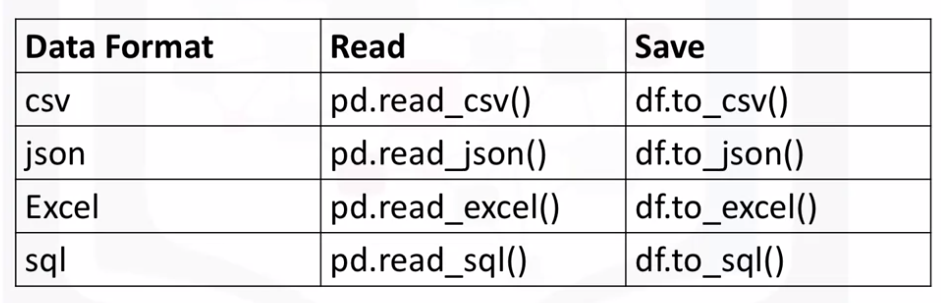 Data Format Read Save
csv pd.read_csv() df.to_csv()
json pd.read_json() df.to_json()
Excel pd.read_excel() df.to_excel()
sql pd.read_sql() df.to_sql()